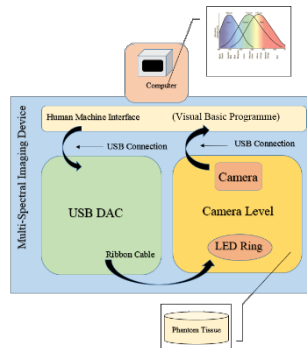 Computer
Human Machine Interface (Visual Basic Programme)
USB Connection USB Connection
Multi-Spectral Imaging Device
Camera
USB DAC Camera Level
LED Ring
Ribbon Cable
Phantom Tissue